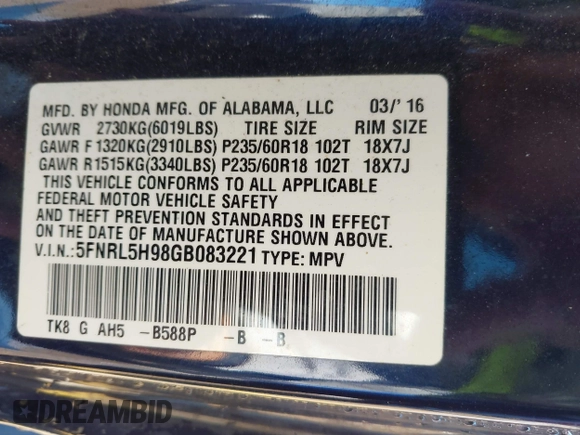 MFD. BY HONDA MFG. OF ALABAMA, LLC 03/' 16
GVWR 2730KG(6019LBS) TIRE SIZE RIM SIZE
GAWR F1320KG(2910LBS) P235/60R18 102T 18X7J
GAWR R1515KG(3340LBS) P235/60R18 102T 18X7J
THIS VEHICLE CONFORMS TO ALL APPLICABLE
FEDERAL MOTOR VEHICLE SAFETY
AND THEFT PREVENTION STANDARDS IN EFFECT
ON THE DATE OF MANUFACTURE SHOWN ABOVE.
V.I.N.:5FNRL5H98GB083221 TYPE: MPV
TK8 G AH5 -B588P -B -B
DREAMBID